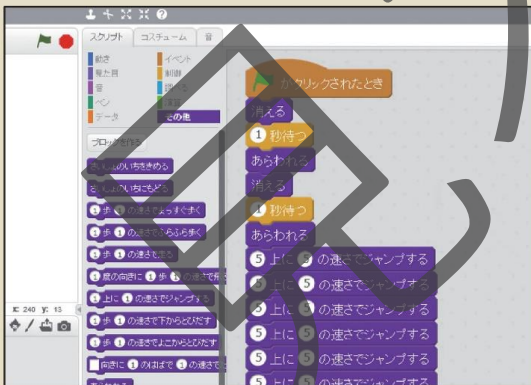 スクリプト
コスチューム
音
動き
イベント
見た目
制御
音
ペン
データ
その他
ブロックを作る
さいしょのいちをきめる
さいしょのいちにもどる
1 歩 1 の速さでまっすぐ歩く
1 歩 1 の速さでふらふら歩く
1 歩 1 の速さで走る
1 度の向きに 1 歩 1 の速さで飛
1 上に 1 の速さでジャンプする
1 歩 1 の速さで下からとびだす
1 歩 1 の速さでよこからとびだす
向きに 1 のはばで 1 の速さで
x: 240 y: 13
がクリックされたとき
消える
1 秒待つ
あらわれる
消える
1 秒待つ
あらわれる
5 上に 5 の速さでジャンプする
5 上に 5 の速さでジャンプする
5 上に 5 の速さでジャンプする
5 上に 5 の速さでジャンプする
5 上に 5 の速さでジャンプする
5 上に 5 の速さでジャンプする